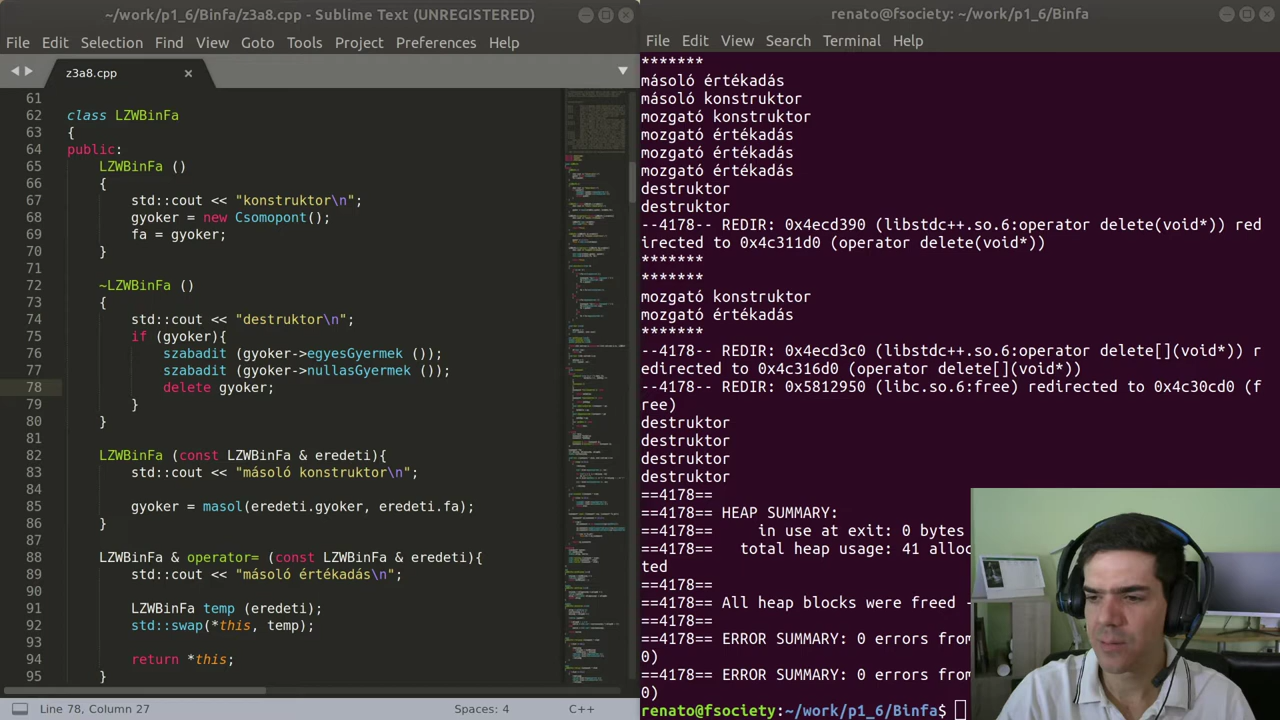 ~/work/p1_6/Binfa/z3a8.cpp - Sublime Text (UNREGISTERED)
File Edit Selection Find View Goto Tools Project Preferences Help
z3a8.cpp
61
62 class LZWBinFa
63 {
64 public:
65 LZWBinFa ()
66 {
67 std::cout << "konstruktor\n";
68 gyoker = new Csomopont();
69 fa = gyoker;
70 }
71
72 ~LZWBinFa ()
73 {
74 std::cout << "destruktor\n";
75 if (gyoker){
76 szabadit (gyoker->egyesGyermek ());
77 szabadit (gyoker->nullasGyermek ());
78 delete gyoker;
79 }
80 }
81
82 LZWBinFa (const LZWBinFa & eredeti){
83 std::cout << "másoló konstruktor\n";
84
85 gyoker = masol(eredeti.gyoker, eredeti.fa);
86 }
87
88 LZWBinFa & operator= (const LZWBinFa & eredeti){
89 std::cout << "másoló értékadás\n";
90
91 LZWBinFa temp (eredeti);
92 std::swap(*this, temp);
93
94 return *this;
95 }
Line 78, Column 27 Spaces: 4 C++
renato@fsociety: ~/work/p1_6/Binfa
File Edit View Search Terminal Help
*******
másoló értékadás
másoló konstruktor
mozgató konstruktor
mozgató értékadás
mozgató értékadás
mozgató értékadás
destruktor
destruktor
--4178-- REDIR: 0x4ecd390 (libstdc++.so.6:operator delete(void*)) red
irected to 0x4c311d0 (operator delete(void*))
*******
*******
mozgató konstruktor
mozgató értékadás
*******
--4178-- REDIR: 0x4ecd3c0 (libstdc++.so.6:operator delete[](void*)) r
edirected to 0x4c316d0 (operator delete[](void*))
--4178-- REDIR: 0x5812950 (libc.so.6:free) redirected to 0x4c30cd0 (f
ree)
destruktor
destruktor
destruktor
destruktor
==4178==
==4178== HEAP SUMMARY:
==4178== in use at exit: 0 bytes
==4178== total heap usage: 41 alloc
ted
==4178==
==4178== All heap blocks were freed -
==4178==
==4178== ERROR SUMMARY: 0 errors from
0)
==4178== ERROR SUMMARY: 0 errors from
0)
renato@fsociety:~/work/p1_6/Binfa$